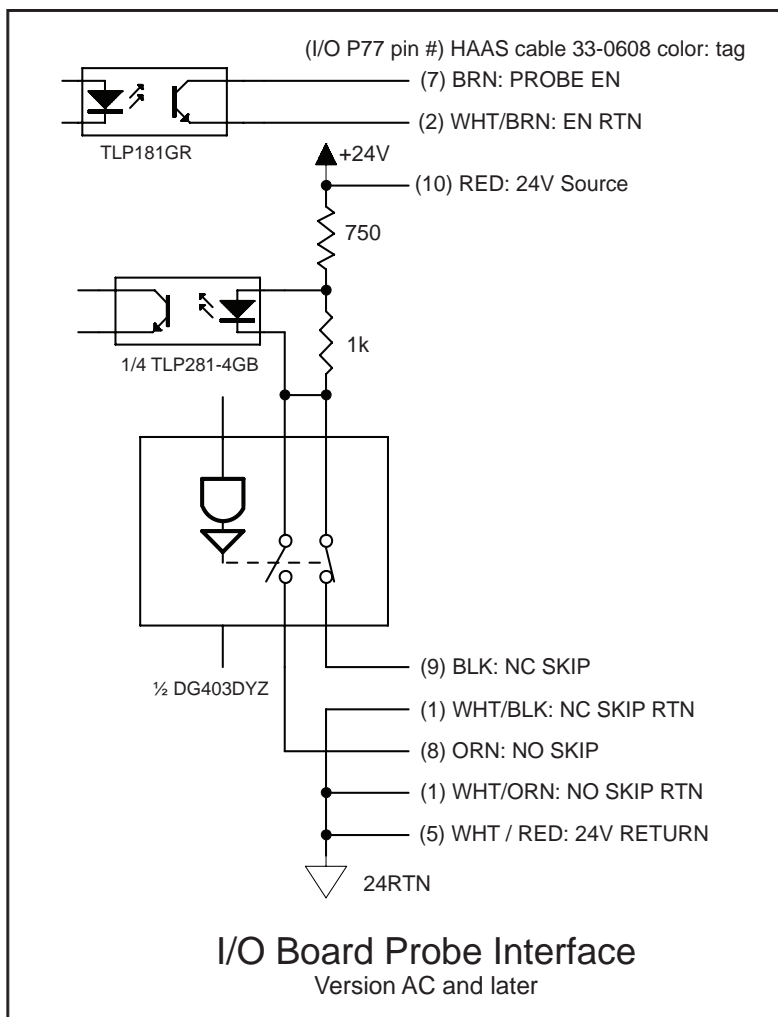 (I/O P77 pin #) HAAS cable 33-0608 color: tag
(7) BRN: PROBE EN
(2) WHT/BRN: EN RTN
TLP181GR
+24V
(10) RED: 24V Source
750
1k
1/4 TLP281-4GB
½ DG403DYZ
(9) BLK: NC SKIP
(1) WHT/BLK: NC SKIP RTN
(8) ORN: NO SKIP
(1) WHT/ORN: NO SKIP RTN
(5) WHT / RED: 24V RETURN
24RTN
I/O Board Probe Interface
Version AC and later